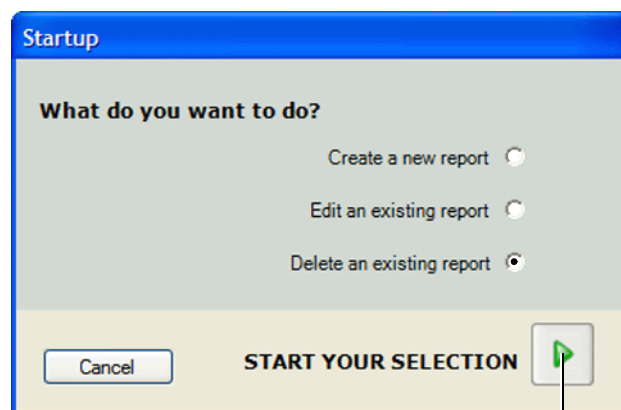 Startup
What do you want to do?
Create a new report
Edit an existing report
Delete an existing report
Cancel
START YOUR SELECTION